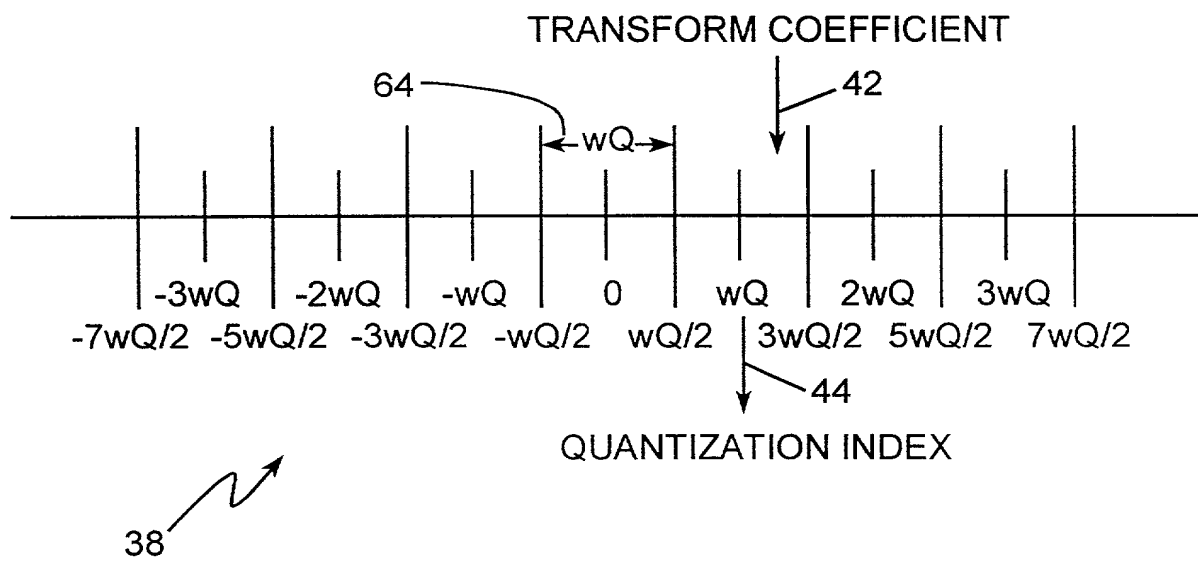 TRANSFORM COEFFICIENT
64
42
wQ
-3wQ -2wQ -wQ 0 wQ 2wQ 3wQ
-7wQ/2 -5wQ/2 -3wQ/2 -wQ/2 wQ/2 3wQ/2 5wQ/2 7wQ/2
44
QUANTIZATION INDEX
38